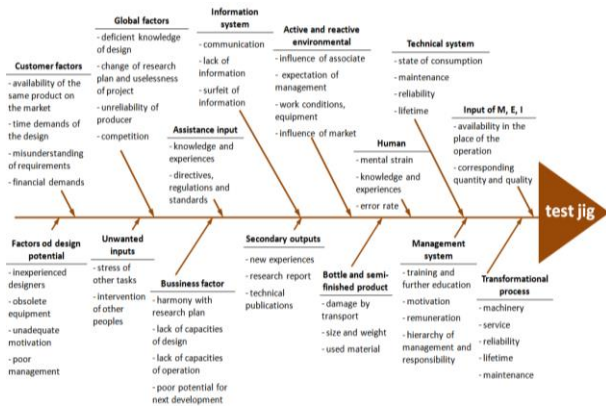 Customer factors
- availability of the
same product on
the market
- time demands of
the design
- misunderstanding
of requirements
- financial demands
Global factors
- deficient knowledge
of design
- change of research
plan and uselessness
of project
- unreliability of
producer
- competition
Assistance input
- knowledge and
experiences
- directives,
regulations and
standards
Information
system
- communication
- lack of
information
- surfeit of
information
Active and reactive
environmental
- influence of associate
- expectation of
management
- work conditions,
equipment
- influence of market
Human
- mental strain
- knowledge and
experiences
- error rate
Technical system
- state of consumption
- maintenance
- reliability
- lifetime
Input of M, E, I
- availability in the
place of the
operation
- corresponding
quantity and quality
test jig
Factors od design
potential
- inexperienced
designers
- obsolete
equipment
- unadequate
motivation
- poor
management
Unwanted
inputs
- stress of
other tasks
- intervention
of other
peoples
Bussiness factor
- harmony with
research plan
- lack of capacities
of design
- lack of capacities
of operation
- poor potential for
next development
Secondary outputs
- new experiences
- research report
- technical
publications
Bottle and semi-
finished product
- damage by
transport
- size and weight
- used material
Management
system
- training and
further education
- motivation
- remuneration
- hierarchy of
management and
responsibility
Transformational
process
- machinery
- service
- reliability
- lifetime
- maintenance